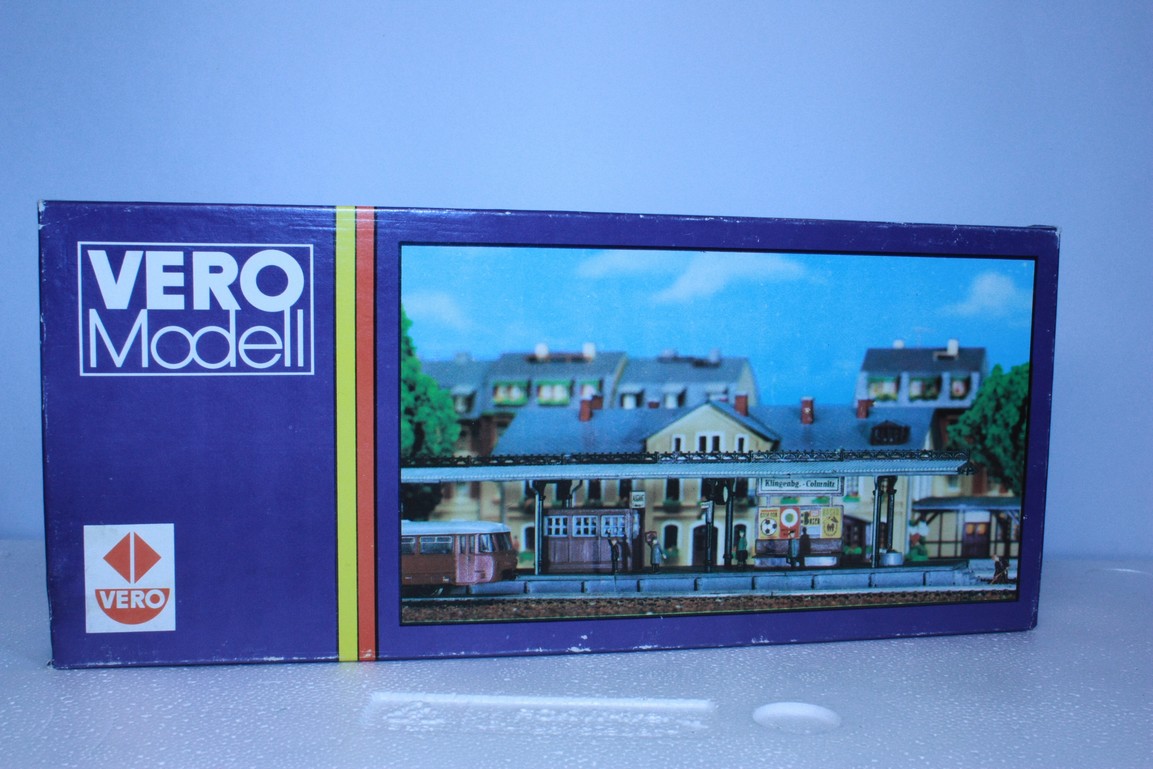 VERO
Modell
Klingenbg.-Colmnitz
VERO